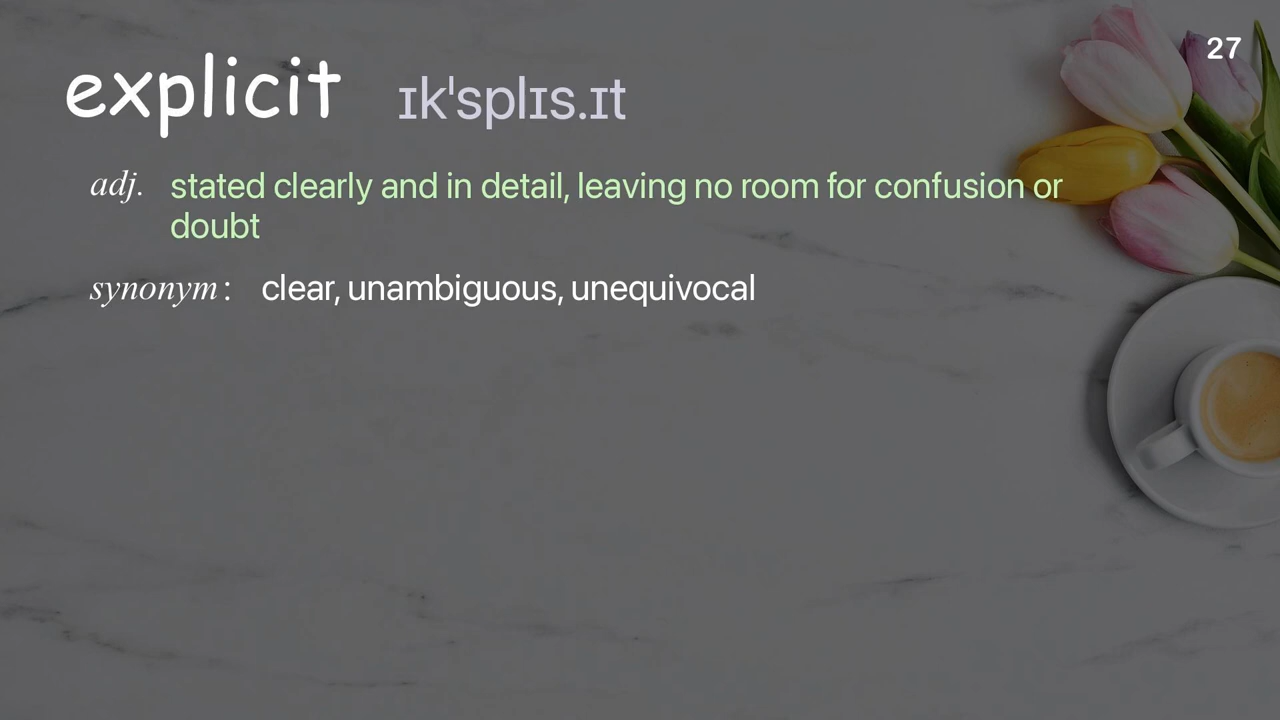 27
explicit ɪkˈsplɪs.ɪt
adj. stated clearly and in detail, leaving no room for confusion or
doubt
synonym: clear, unambiguous, unequivocal